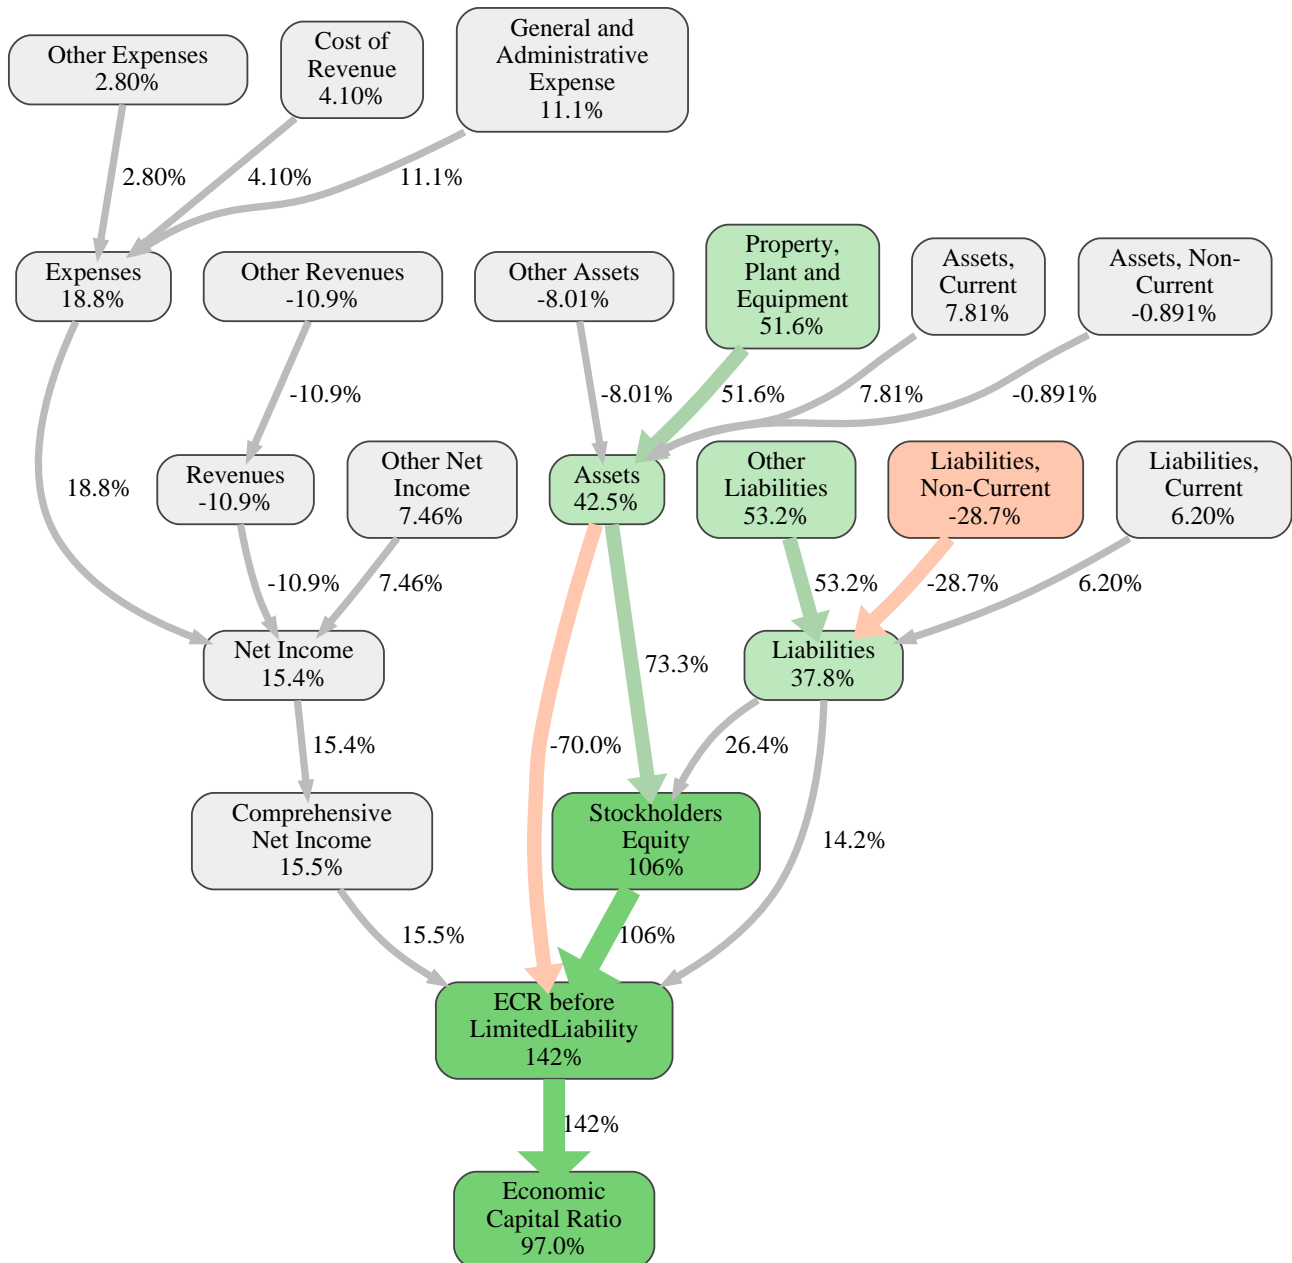 Other Expenses
2.80%
Cost of
Revenue
4.10%
General and
Administrative
Expense
11.1%
2.80%
4.10%
11.1%
Expenses
18.8%
Other Revenues
-10.9%
Other Assets
-8.01%
Property,
Plant and
Equipment
51.6%
Assets,
Current
7.81%
Assets, Non-
Current
-0.891%
-10.9%
-8.01%
51.6%
7.81%
-0.891%
18.8%
Revenues
-10.9%
Other Net
Income
7.46%
Assets
42.5%
Other
Liabilities
53.2%
Liabilities,
Non-Current
-28.7%
Liabilities,
Current
6.20%
-10.9%
7.46%
53.2%
-28.7%
6.20%
Net Income
15.4%
73.3%
Liabilities
37.8%
15.4%
-70.0%
26.4%
Comprehensive
Net Income
15.5%
Stockholders
Equity
106%
14.2%
15.5%
106%
ECR before
LimitedLiability
142%
142%
Economic
Capital Ratio
97.0%